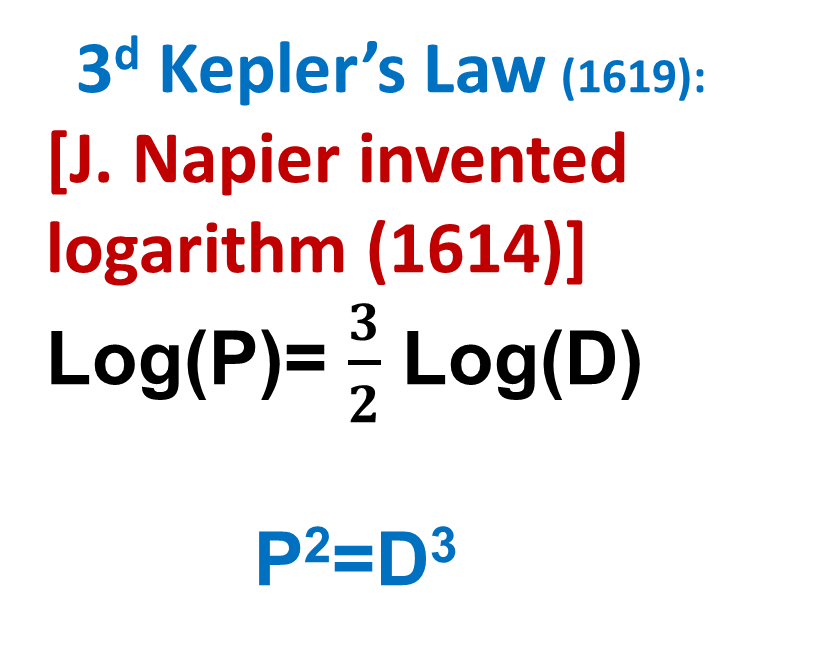 3ᵈ Kepler’s Law (1619):
[J. Napier invented
logarithm (1614)]
Log(P)= 3/2 Log(D)
P²=D³